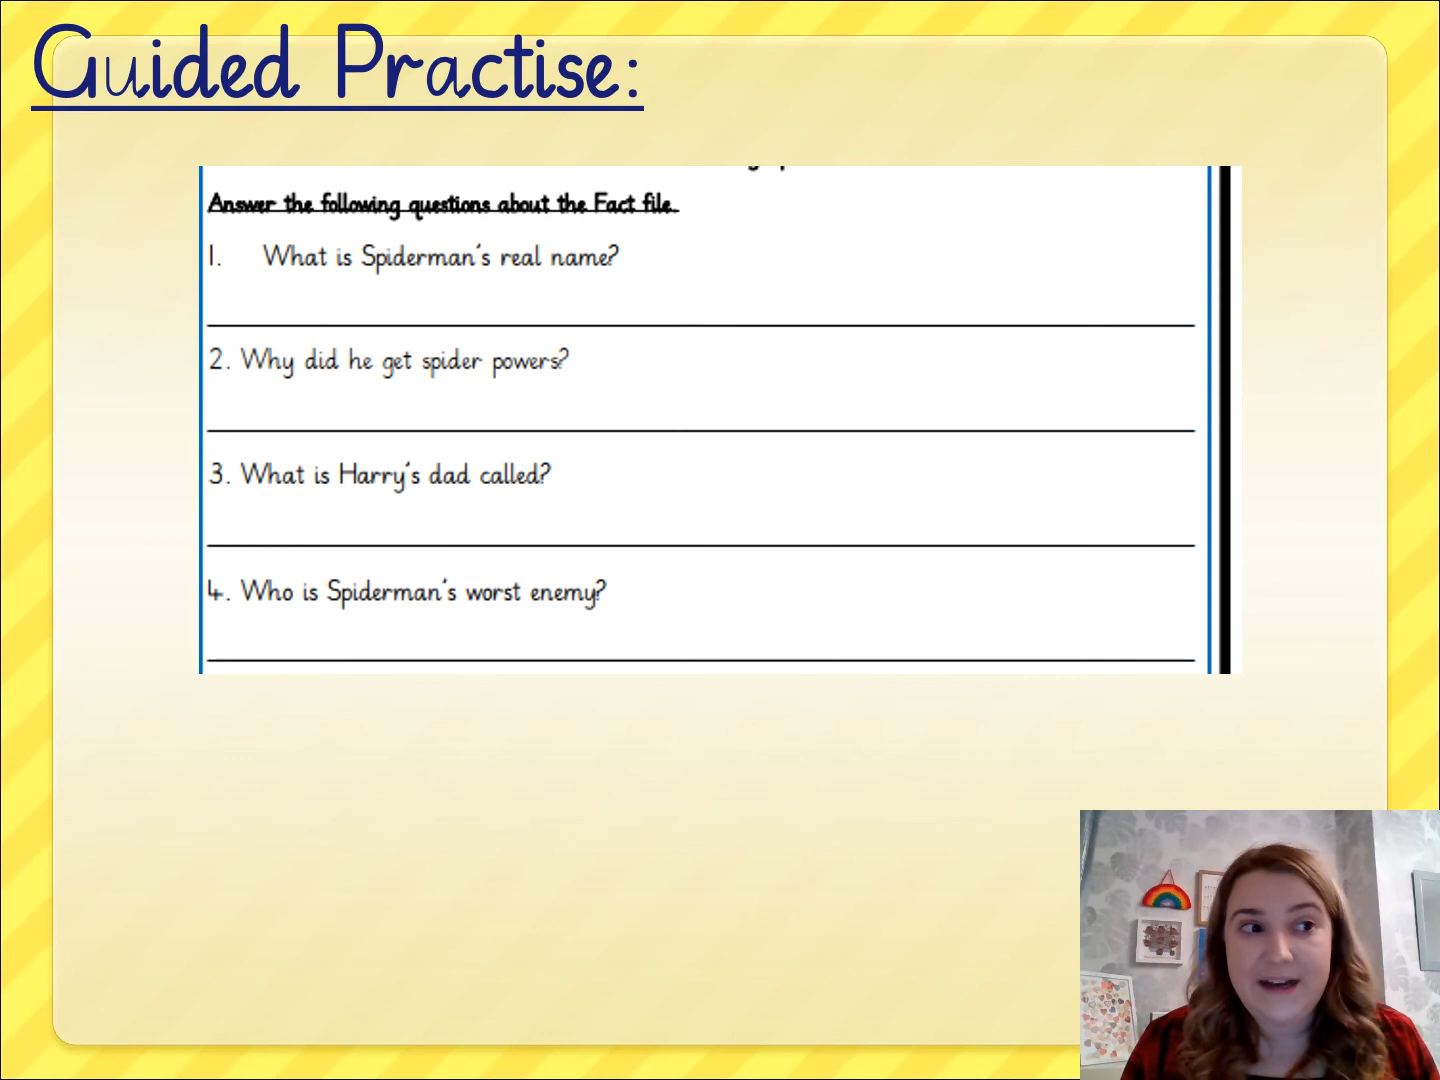 Guided Practise:
Answer the following questions about the Fact file.
1. What is Spiderman's real name?
2. Why did he get spider powers?
3. What is Harry's dad called?
4. Who is Spiderman's worst enemy?